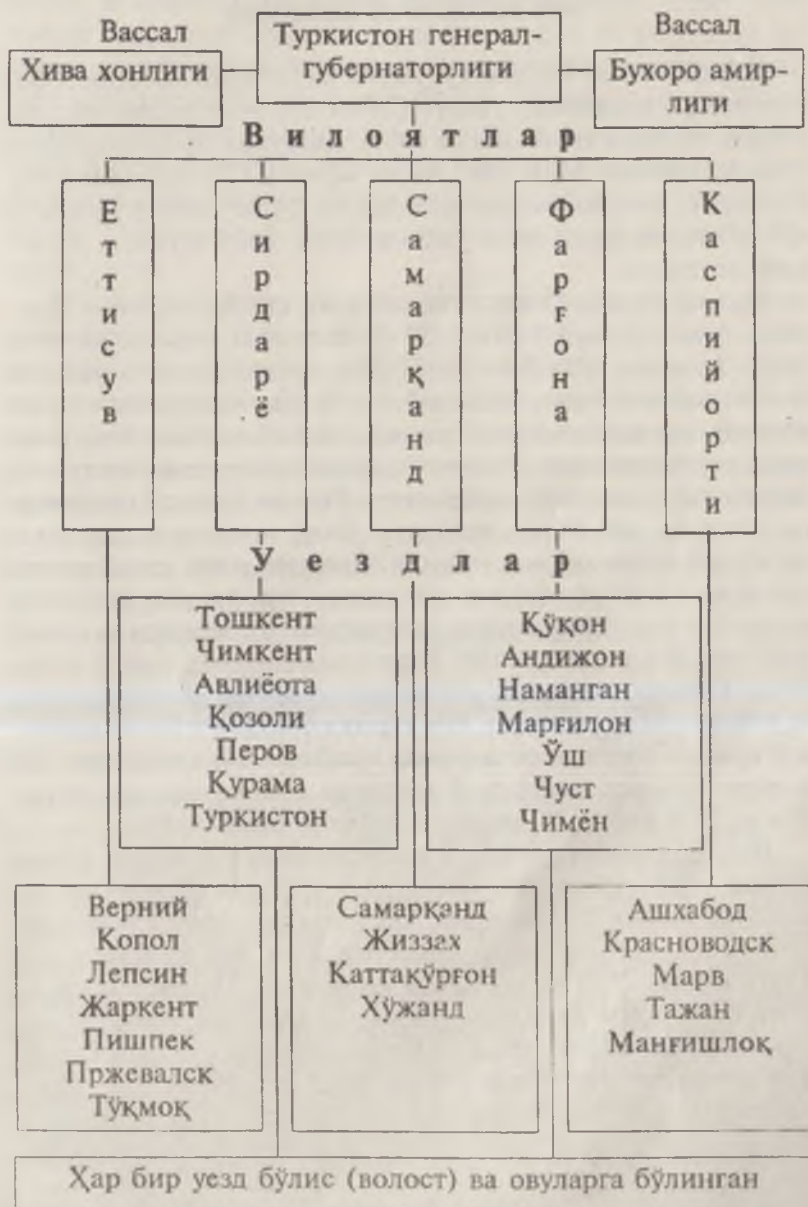 Вассал
Хива хонлиги
Туркистон генерал-
губернаторлиги
Вассал
Бухоро амир-
лиги
Вилоятлар
Еттисув
Сирдарё
Самарқанд
Фарғона
Каспийорти
Уездлар
Тошкент
Чимкент
Авлиёота
Қозоли
Перов
Қурама
Туркистон
Қўқон
Андижон
Наманган
Марғилон
Ўш
Чуст
Чимён
Верний
Копол
Лепсин
Жаркент
Пишпек
Пржевалск
Тўқмоқ
Самарқанд
Жиззах
Каттақўрғон
Хўжанд
Ашхабод
Красноводск
Марв
Тажан
Манғишлоқ
Ҳар бир уезд бўлис (волост) ва овуларга бўлинган